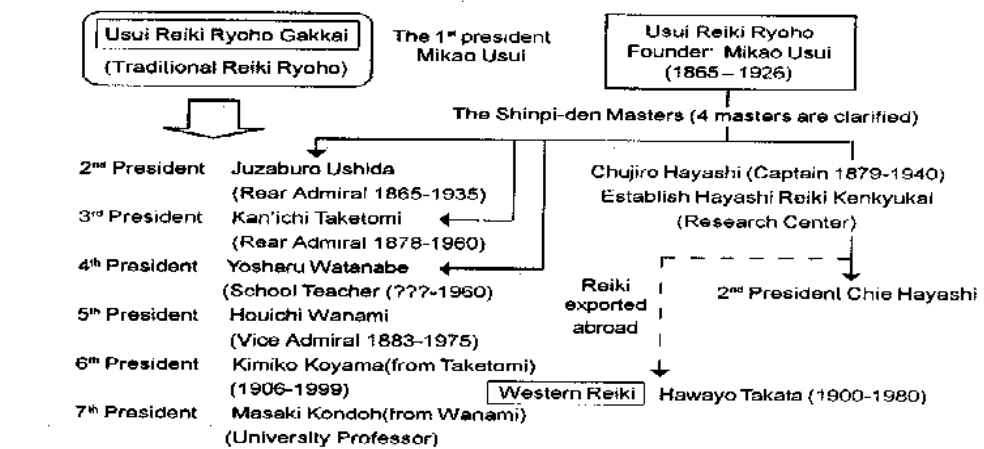 Usui Reiki Ryoho Gakkai
(Traditional Reiki Ryoho)
The 1st president
Mikao Usui
Usui Reiki Ryoho
Founder: Mikao Usui
(1865–1926)
The Shinpi-den Masters (4 masters are clarified)
2nd President Juzaburo Ushida
(Rear Admiral 1865-1935)
3rd President Kan'ichi Taketomi
(Rear Admiral 1878-1960)
4th President Yosharu Watanabe
(School Teacher (???-1960)
5th President Houichi Wanami
(Vice Admiral 1883-1975)
6th President Kimiko Koyama(from Taketomi)
(1906-1999)
7th President Masaki Kondoh(from Wanami)
(University Professor)
Chujiro Hayashi (Captain 1879-1940)
Establish Hayashi Reiki Kenkyukai
(Research Center)
Reiki
exported
abroad
2nd President Chie Hayashi
Western Reiki
Hawayo Takata (1900-1980)